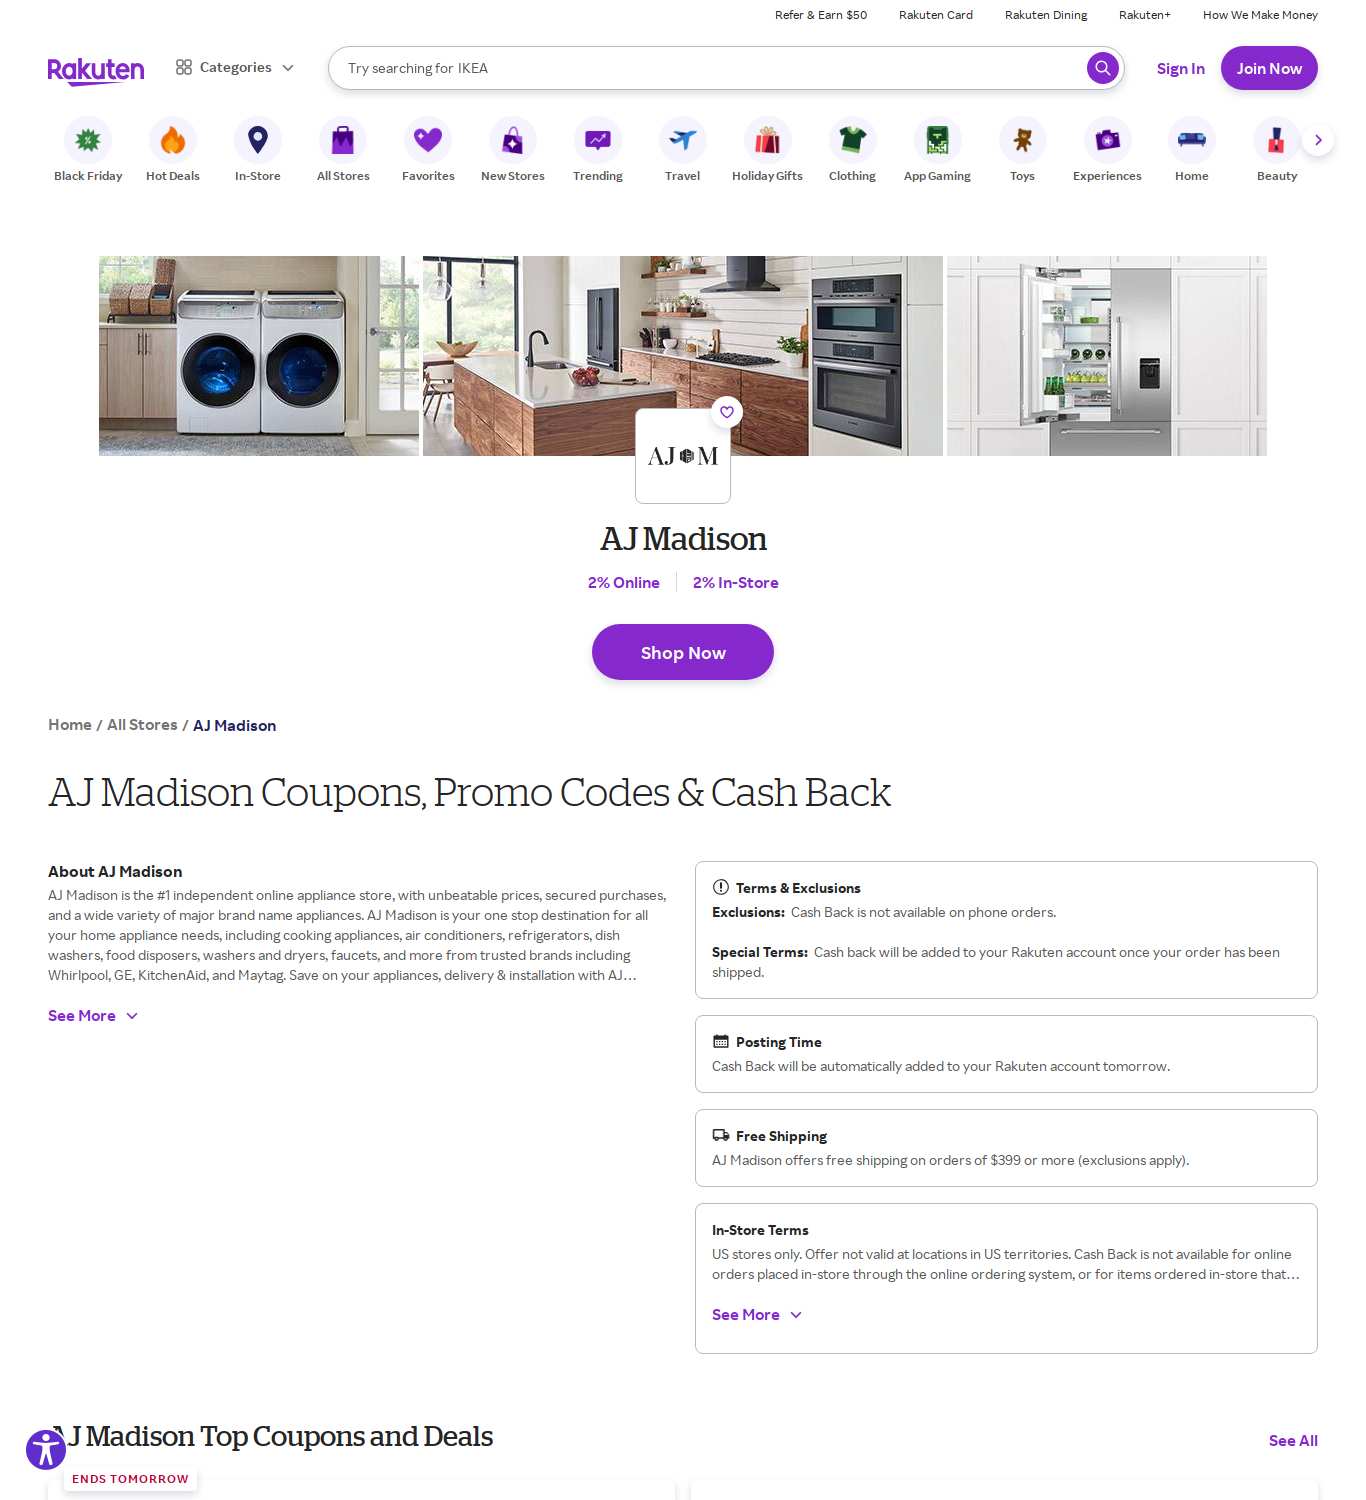 Refer & Earn $50
Rakuten Card
Rakuten Dining
Rakuten+
How We Make Money
Rakuten
Categories
Try searching for IKEA
Sign In
Join Now
Black Friday
Hot Deals
In-Store
All Stores
Favorites
New Stores
Trending
Travel
Holiday Gifts
Clothing
App Gaming
Toys
Experiences
Home
Beauty
AJ M
AJ Madison
2% Online
2% In-Store
Shop Now
Home / All Stores / AJ Madison
AJ Madison Coupons, Promo Codes & Cash Back
About AJ Madison
AJ Madison is the #1 independent online appliance store, with unbeatable prices, secured purchases,
and a wide variety of major brand name appliances. AJ Madison is your one stop destination for all
your home appliance needs, including cooking appliances, air conditioners, refrigerators, dish
washers, food disposers, washers and dryers, faucets, and more from trusted brands including
Whirlpool, GE, KitchenAid, and Maytag. Save on your appliances, delivery & installation with AJ…
See More
Terms & Exclusions
Exclusions: Cash Back is not available on phone orders.
Special Terms: Cash back will be added to your Rakuten account once your order has been
shipped.
Posting Time
Cash Back will be automatically added to your Rakuten account tomorrow.
Free Shipping
AJ Madison offers free shipping on orders of $399 or more (exclusions apply).
In-Store Terms
US stores only. Offer not valid at locations in US territories. Cash Back is not available for online
orders placed in-store through the online ordering system, or for items ordered in-store that…
See More
AJ Madison Top Coupons and Deals
See All
ENDS TOMORROW